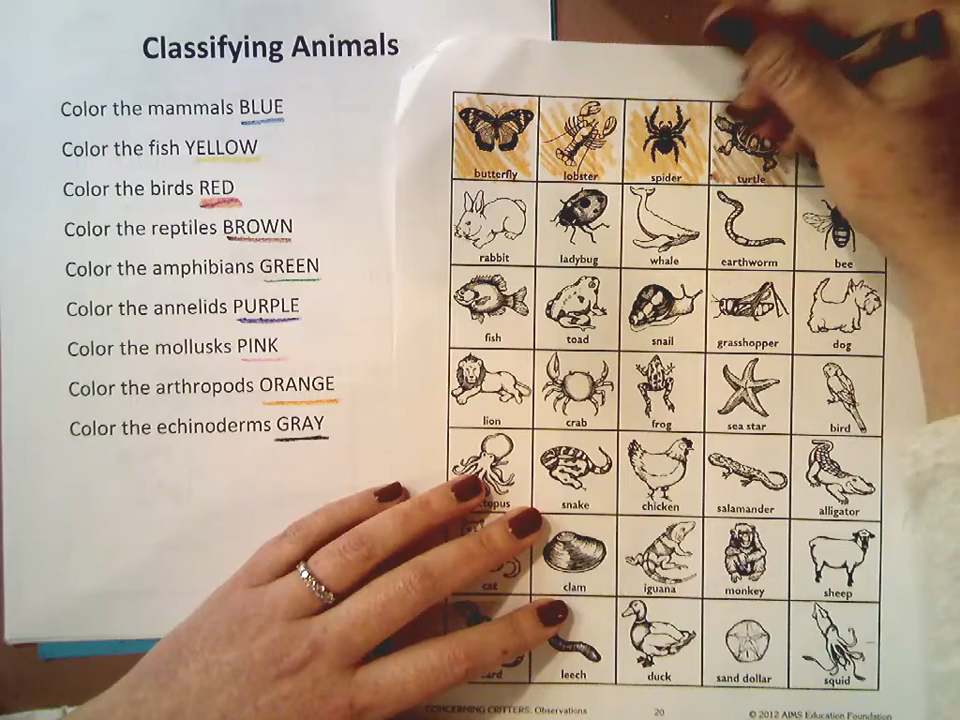 Classifying Animals
Color the mammals BLUE
Color the fish YELLOW
Color the birds RED
Color the reptiles BROWN
Color the amphibians GREEN
Color the annelids PURPLE
Color the mollusks PINK
Color the arthropods ORANGE
Color the echinoderms GRAY
butterfly lobster spider turtle
rabbit ladybug whale earthworm bee
fish toad snail grasshopper dog
lion crab frog sea star bird
snake chicken salamander alligator
cat clam iguana monkey sheep
leech duck sand dollar squid
CONCERNING CRITTERS: Observations 20 © 2012 AIMS Education Foundation